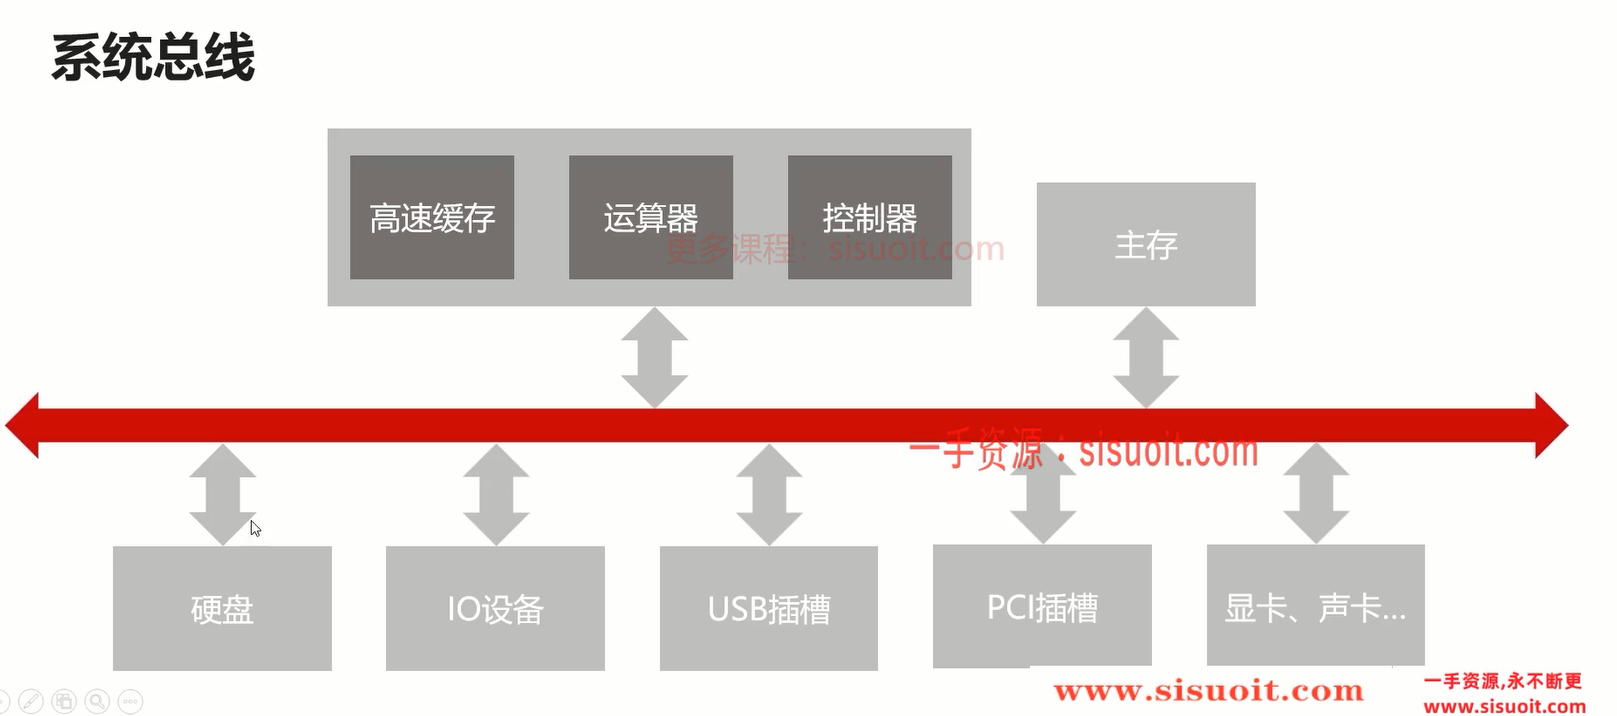 系统总线
高速缓存
运算器
控制器
主存
更多课程：sisuoit.com
一手资源：sisuoit.com
硬盘
IO设备
USB插槽
PCI插槽
显卡、声卡...
www.sisuoit.com
一手资源,永不断更
www.sisuoit.com